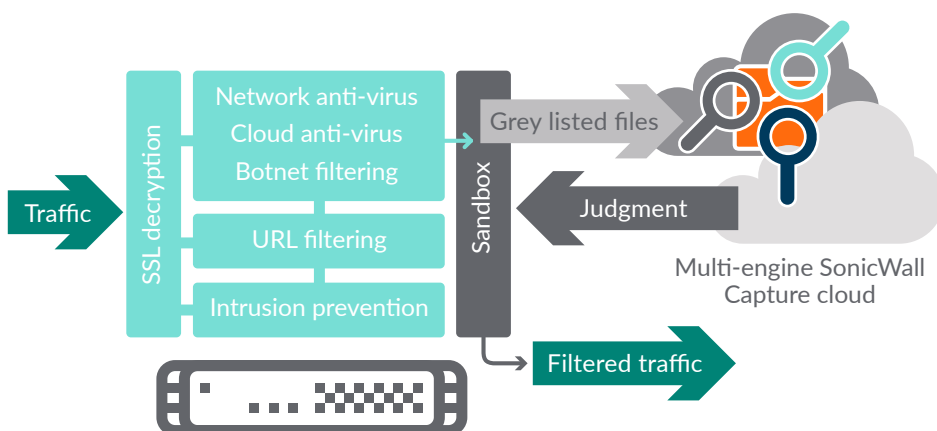 Traffic
SSL decryption
Network anti-virus
Cloud anti-virus
Botnet filtering
URL filtering
Intrusion prevention
Sandbox
Grey listed files
Judgment
Multi-engine SonicWall
Capture cloud
Filtered traffic